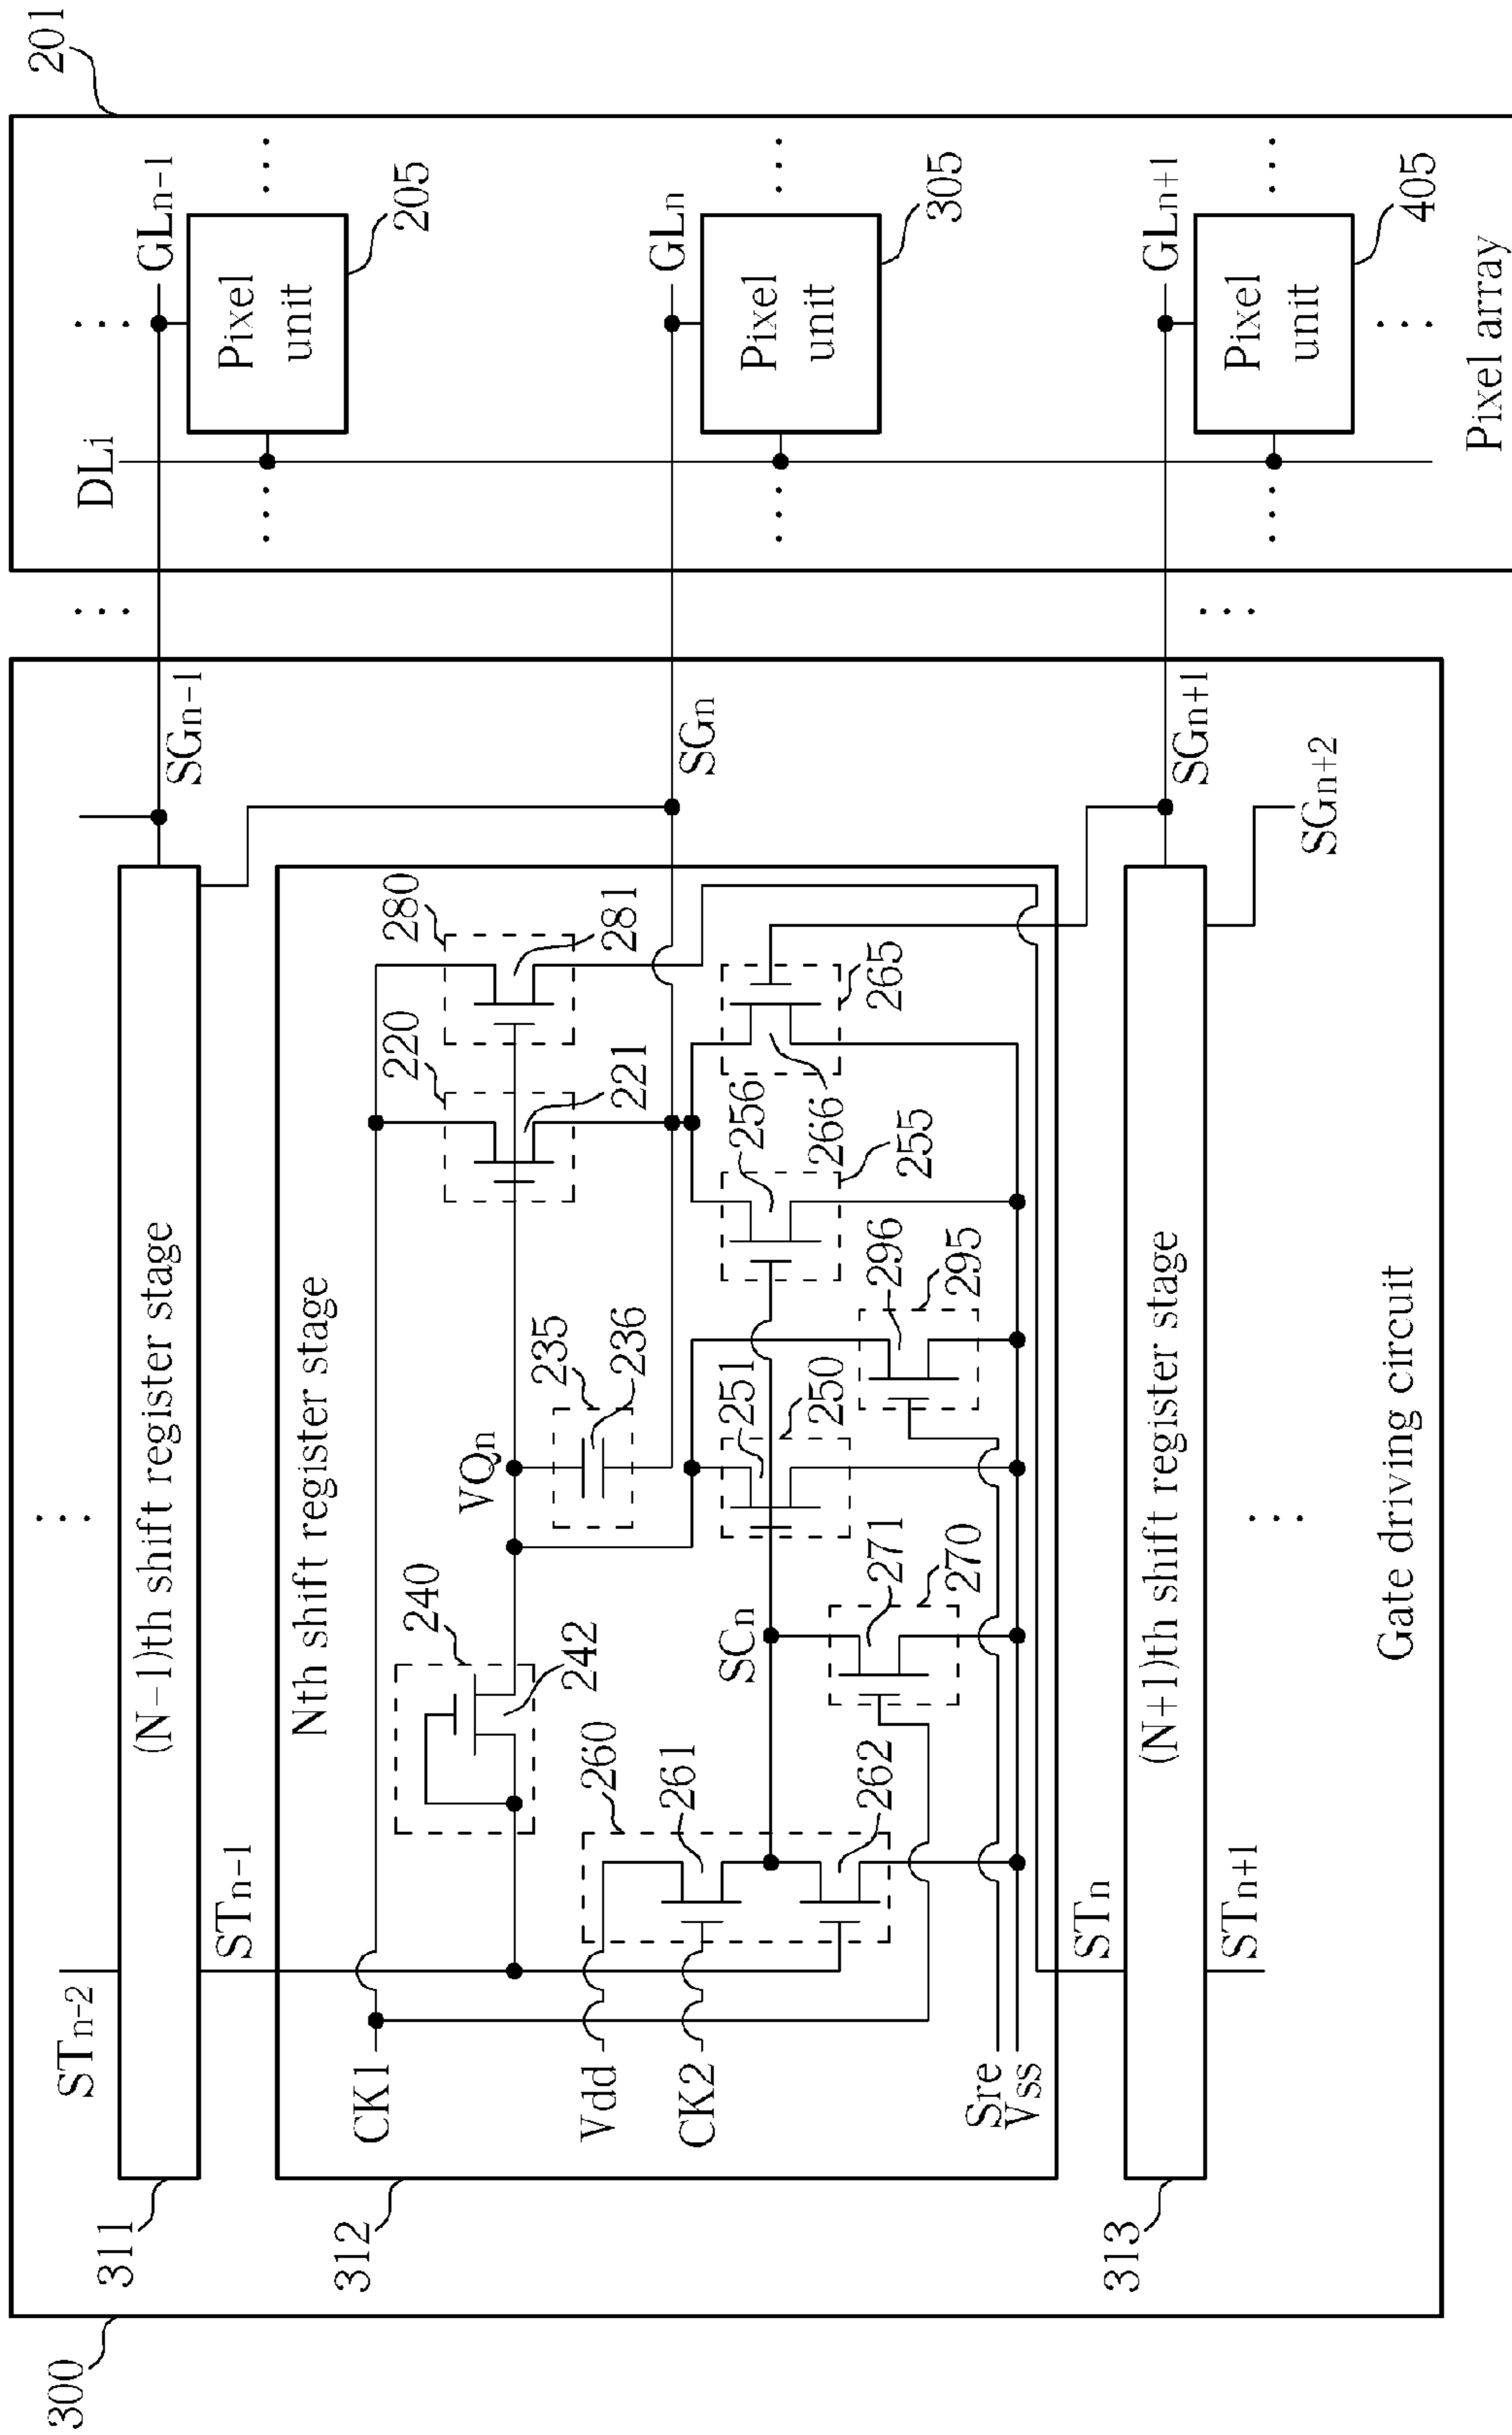 300
311
312
313
201
STn-2
(N-1)th shift register stage
SGn-1
GLn-1
DLi
Pixel
unit
205
STn-1
Nth shift register stage
CK1
240
242
VQn
220
221
280
281
SGn
GLn
Pixel
unit
305
Vdd
260
261
235
236
CK2
262
SCn
251
250
256
255
266
265
271
270
296
295
Sre
Vss
STn
(N+1)th shift register stage
SGn+1
GLn+1
Pixel
unit
405
STn+1
SGn+2
Gate driving circuit
Pixel array